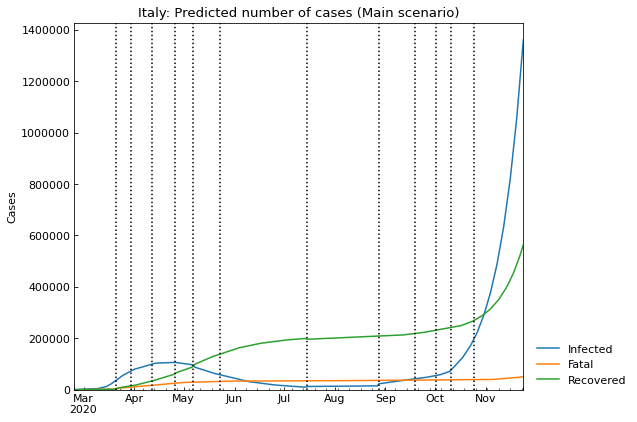 Italy: Predicted number of cases (Main scenario)
1400000
1200000
1000000
800000
600000
400000
200000
0
Cases
Mar Apr May Jun Jul Aug Sep Oct Nov
2020
Infected
Fatal
Recovered